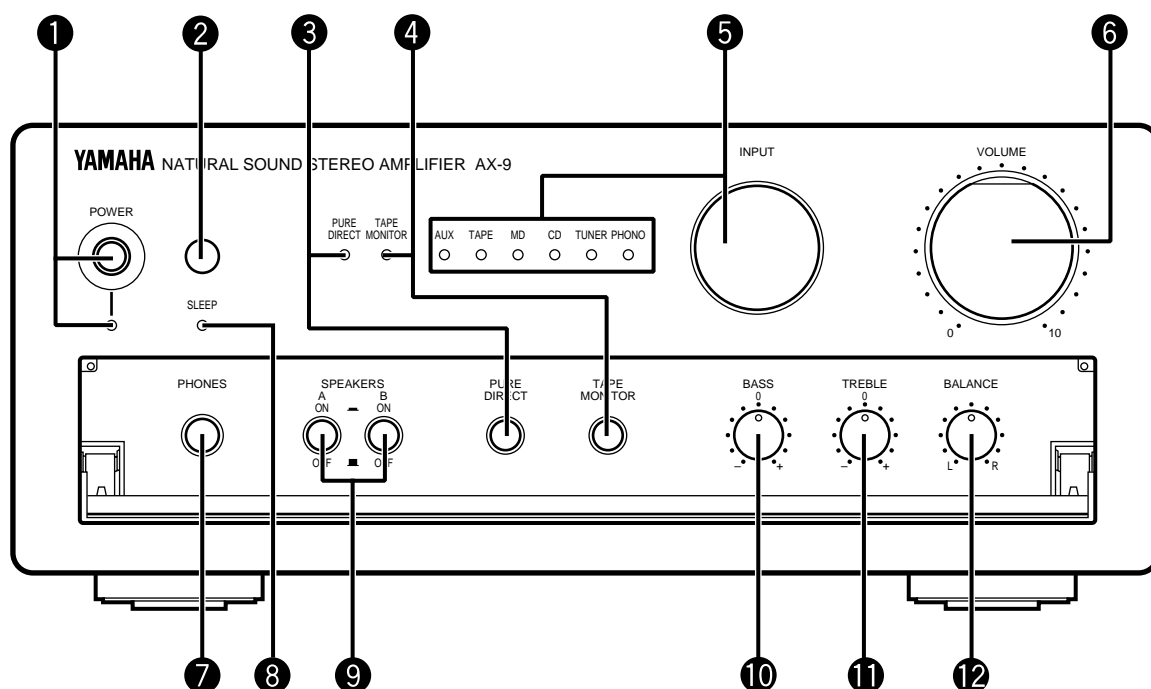 1 2 3 4 5 6
YAMAHA NATURAL SOUND STEREO AMPLIFIER AX-9
INPUT
VOLUME
POWER
PURE DIRECT
TAPE MONITOR
AUX TAPE MD CD TUNER PHONO
SLEEP
0 10
PHONES
SPEAKERS
A ON
B ON
OFF OFF
PURE DIRECT
TAPE MONITOR
BASS
0
– +
TREBLE
0
– +
BALANCE
L R
7 8 9 10 11 12